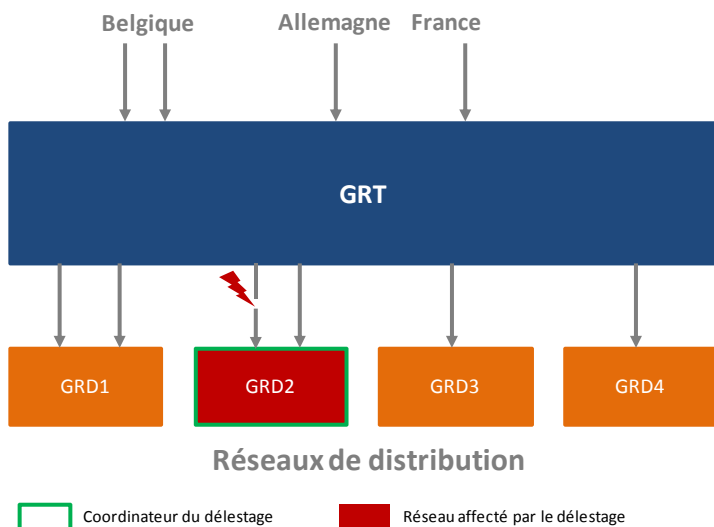 Belgique Allemagne France
GRT
GRD1 GRD2 GRD3 GRD4
Réseaux de distribution
Coordinateur du délestage Réseau affecté par le délestage